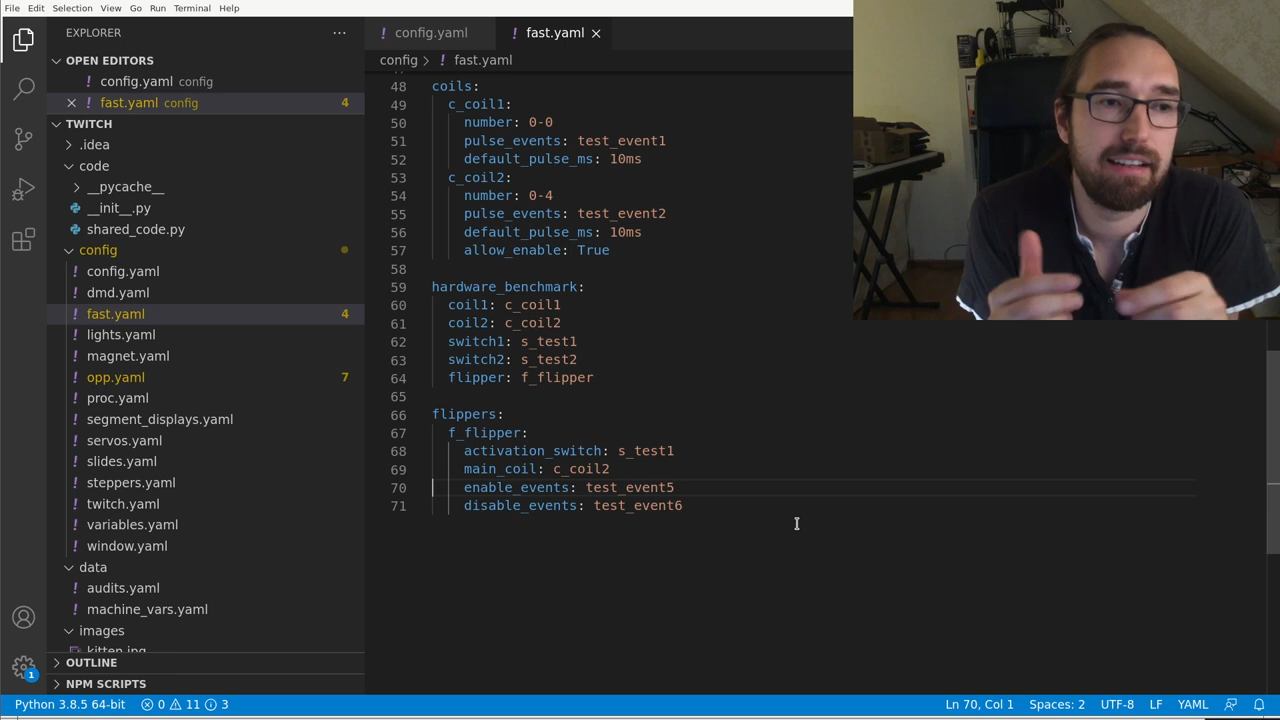 File Edit Selection View Go Run Terminal Help
EXPLORER
OPEN EDITORS
config.yaml config
fast.yaml config 4
TWITCH
.idea
code
__pycache__
__init__.py
shared_code.py
config
config.yaml
dmd.yaml
fast.yaml 4
lights.yaml
magnet.yaml
opp.yaml 7
proc.yaml
segment_displays.yaml
servos.yaml
slides.yaml
steppers.yaml
twitch.yaml
variables.yaml
window.yaml
data
audits.yaml
machine_vars.yaml
images
kitten.jpg
OUTLINE
NPM SCRIPTS
1
config.yaml fast.yaml
config > fast.yaml
48 coils:
49 c_coil1:
50 number: 0-0
51 pulse_events: test_event1
52 default_pulse_ms: 10ms
53 c_coil2:
54 number: 0-4
55 pulse_events: test_event2
56 default_pulse_ms: 10ms
57 allow_enable: True
58
59 hardware_benchmark:
60 coil1: c_coil1
61 coil2: c_coil2
62 switch1: s_test1
63 switch2: s_test2
64 flipper: f_flipper
65
66 flippers:
67 f_flipper:
68 activation_switch: s_test1
69 main_coil: c_coil2
70 enable_events: test_event5
71 disable_events: test_event6
Python 3.8.5 64-bit 0 11 3 Ln 70, Col 1 Spaces: 2 UTF-8 LF YAML